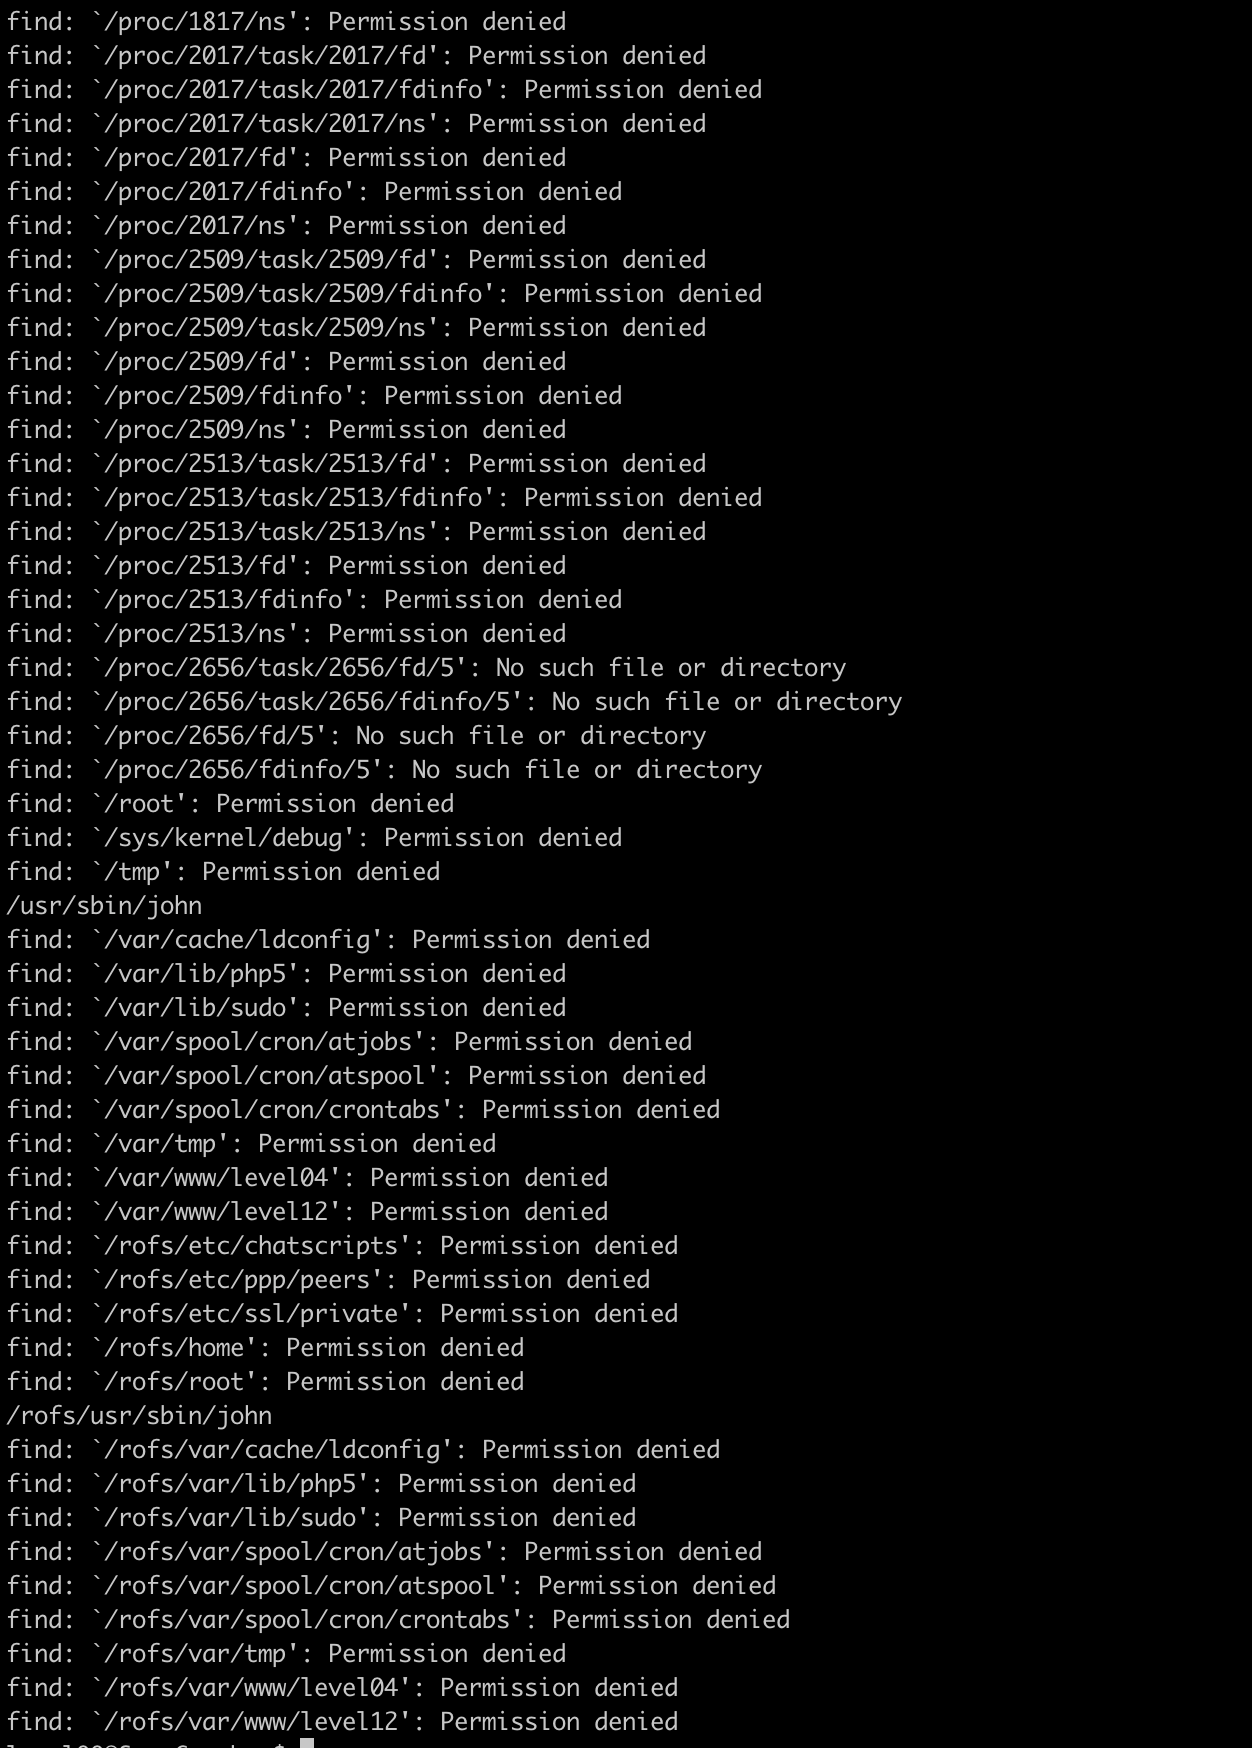 find: `/proc/1817/ns': Permission denied
find: `/proc/2017/task/2017/fd': Permission denied
find: `/proc/2017/task/2017/fdinfo': Permission denied
find: `/proc/2017/task/2017/ns': Permission denied
find: `/proc/2017/fd': Permission denied
find: `/proc/2017/fdinfo': Permission denied
find: `/proc/2017/ns': Permission denied
find: `/proc/2509/task/2509/fd': Permission denied
find: `/proc/2509/task/2509/fdinfo': Permission denied
find: `/proc/2509/task/2509/ns': Permission denied
find: `/proc/2509/fd': Permission denied
find: `/proc/2509/fdinfo': Permission denied
find: `/proc/2509/ns': Permission denied
find: `/proc/2513/task/2513/fd': Permission denied
find: `/proc/2513/task/2513/fdinfo': Permission denied
find: `/proc/2513/task/2513/ns': Permission denied
find: `/proc/2513/fd': Permission denied
find: `/proc/2513/fdinfo': Permission denied
find: `/proc/2513/ns': Permission denied
find: `/proc/2656/task/2656/fd/5': No such file or directory
find: `/proc/2656/task/2656/fdinfo/5': No such file or directory
find: `/proc/2656/fd/5': No such file or directory
find: `/proc/2656/fdinfo/5': No such file or directory
find: `/root': Permission denied
find: `/sys/kernel/debug': Permission denied
find: `/tmp': Permission denied
/usr/sbin/john
find: `/var/cache/ldconfig': Permission denied
find: `/var/lib/php5': Permission denied
find: `/var/lib/sudo': Permission denied
find: `/var/spool/cron/atjobs': Permission denied
find: `/var/spool/cron/atspool': Permission denied
find: `/var/spool/cron/crontabs': Permission denied
find: `/var/tmp': Permission denied
find: `/var/www/level04': Permission denied
find: `/var/www/level12': Permission denied
find: `/rofs/etc/chatscripts': Permission denied
find: `/rofs/etc/ppp/peers': Permission denied
find: `/rofs/etc/ssl/private': Permission denied
find: `/rofs/home': Permission denied
find: `/rofs/root': Permission denied
/rofs/usr/sbin/john
find: `/rofs/var/cache/ldconfig': Permission denied
find: `/rofs/var/lib/php5': Permission denied
find: `/rofs/var/lib/sudo': Permission denied
find: `/rofs/var/spool/cron/atjobs': Permission denied
find: `/rofs/var/spool/cron/atspool': Permission denied
find: `/rofs/var/spool/cron/crontabs': Permission denied
find: `/rofs/var/tmp': Permission denied
find: `/rofs/var/www/level04': Permission denied
find: `/rofs/var/www/level12': Permission denied